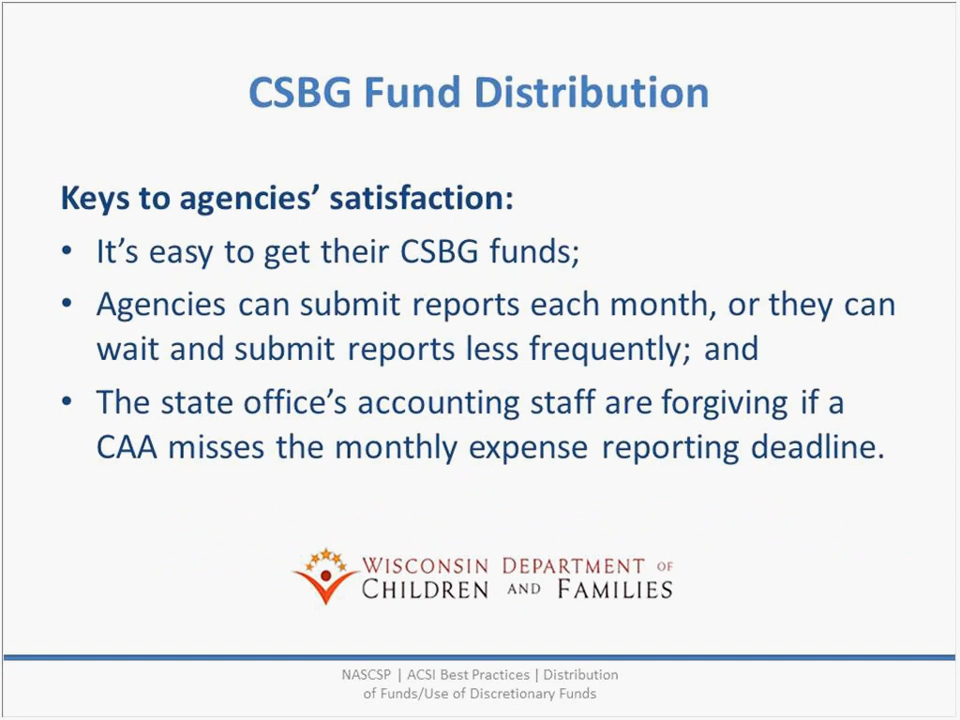 CSBG Fund Distribution
Keys to agencies’ satisfaction:
• It’s easy to get their CSBG funds;
• Agencies can submit reports each month, or they can
wait and submit reports less frequently; and
• The state office’s accounting staff are forgiving if a
CAA misses the monthly expense reporting deadline.
WISCONSIN DEPARTMENT OF
CHILDREN AND FAMILIES
NASCSP | ACSI Best Practices | Distribution
of Funds/Use of Discretionary Funds